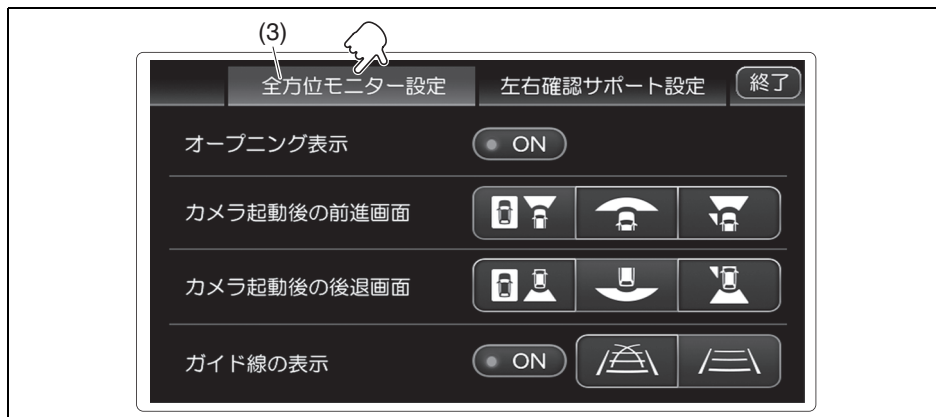 (3)
全方位モニター設定 左右確認サポート設定 終了
オープニング表示 ON
カメラ起動後の前進画面
カメラ起動後の後退画面
ガイド線の表示 ON